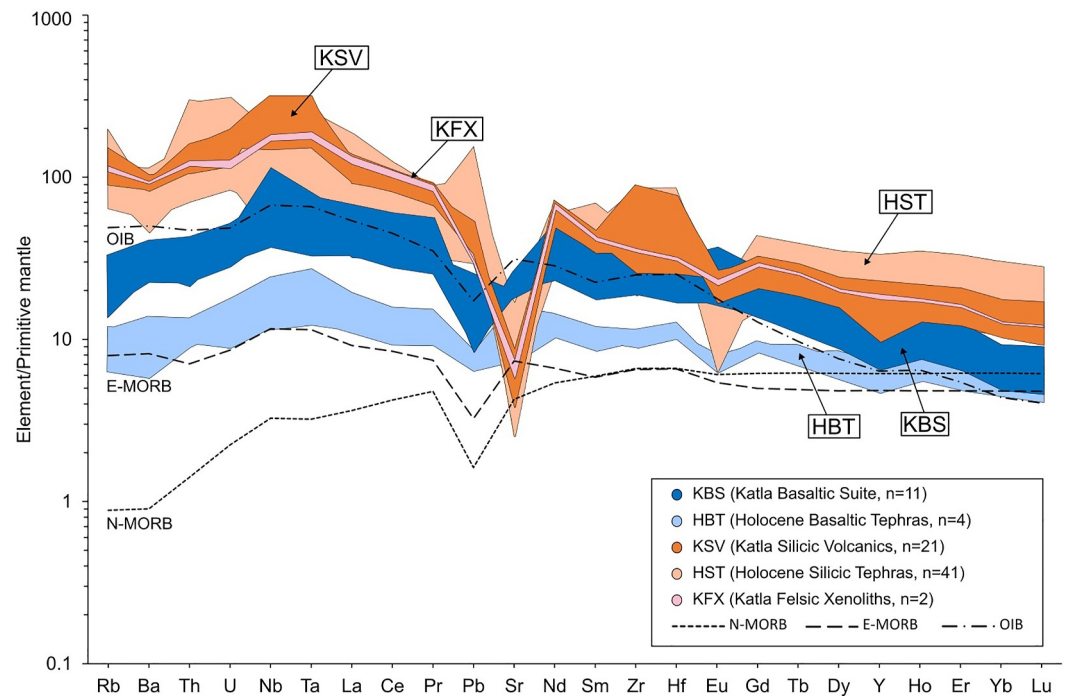 1000
100
10
1
0.1
Element/Primitive mantle
KSV
KFX
HST
OIB
E-MORB
HBT
KBS
N-MORB
KBS (Katla Basaltic Suite, n=11)
HBT (Holocene Basaltic Tephras, n=4)
KSV (Katla Silicic Volcanics, n=21)
HST (Holocene Silicic Tephras, n=41)
KFX (Katla Felsic Xenoliths, n=2)
N-MORB E-MORB OIB
Rb Ba Th U Nb Ta La Ce Pr Pb Sr Nd Sm Zr Hf Eu Gd Tb Dy Y Ho Er Yb Lu